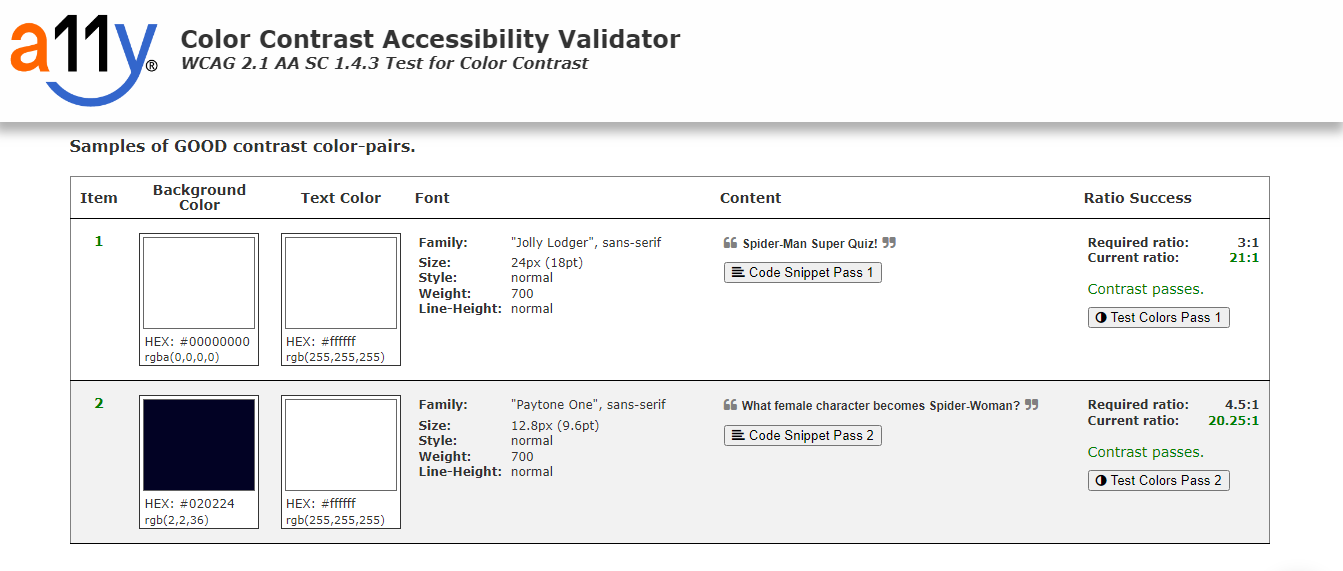 a11y®
Color Contrast Accessibility Validator
WCAG 2.1 AA SC 1.4.3 Test for Color Contrast
Samples of GOOD contrast color-pairs.
Item
Background
Color
Text Color
Font
Content
Ratio Success
1
HEX: #00000000
rgba(0,0,0,0)
HEX: #ffffff
rgb(255,255,255)
Family: "Jolly Lodger", sans-serif
Size: 24px (18pt)
Style: normal
Weight: 700
Line-Height: normal
❝ Spider-Man Super Quiz! ❞
Code Snippet Pass 1
Required ratio: 3:1
Current ratio: 21:1
Contrast passes.
Test Colors Pass 1
2
HEX: #020224
rgb(2,2,36)
HEX: #ffffff
rgb(255,255,255)
Family: "Paytone One", sans-serif
Size: 12.8px (9.6pt)
Style: normal
Weight: 700
Line-Height: normal
❝ What female character becomes Spider-Woman? ❞
Code Snippet Pass 2
Required ratio: 4.5:1
Current ratio: 20.25:1
Contrast passes.
Test Colors Pass 2